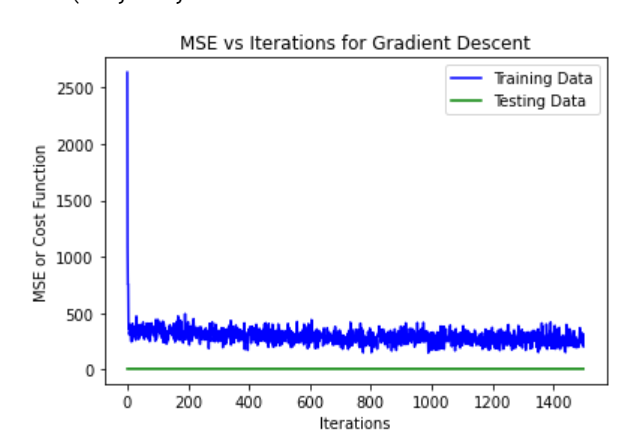 MSE vs Iterations for Gradient Descent
Training Data
Testing Data
2500
2000
1500
1000
500
0
MSE or Cost Function
0 200 400 600 800 1000 1200 1400
Iterations